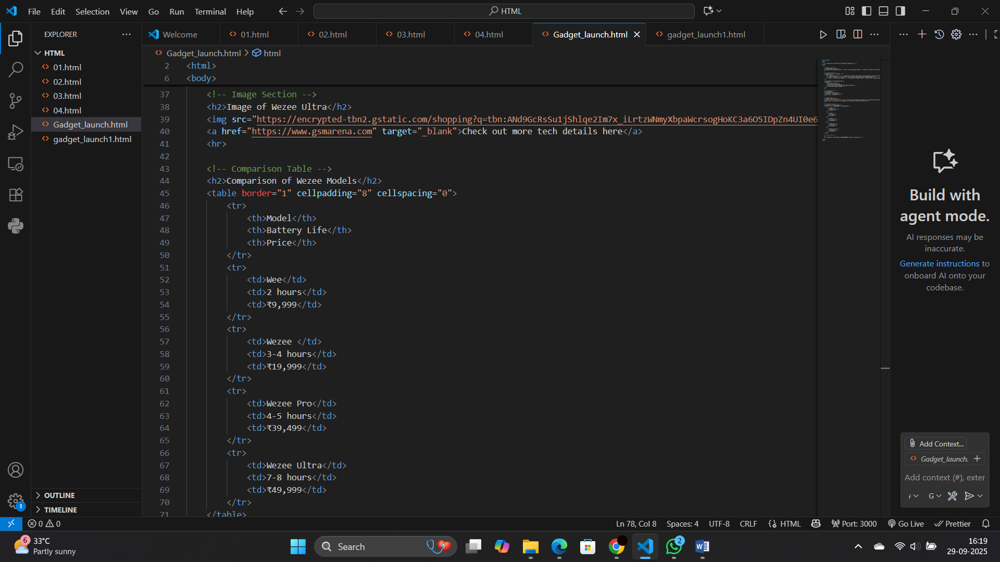 File Edit Selection View Go Run Terminal Help
HTML
EXPLORER
HTML
01.html
02.html
03.html
04.html
Gadget_launch.html
gadget_launch1.html
OUTLINE
TIMELINE
Welcome 01.html 02.html 03.html 04.html Gadget_launch.html gadget_launch1.html
Gadget_launch.html > html
2 <html>
6 <body>
37 <!-- Image Section -->
38 <h2>Image of Wezee Ultra</h2>
39 <img src="https://encrypted-tbn2.gstatic.com/shopping?q=tbn:ANd9GcRsSu1jShlqe2Im7x_iLrtzWNmyXbpaWcrsogHoKC3a6O5IDpZn4UI0e6
40 <a href="https://www.gsmarena.com" target="_blank">Check out more tech details here</a>
41 <hr>
42
43 <!-- Comparison Table -->
44 <h2>Comparison of Wezee Models</h2>
45 <table border="1" cellpadding="8" cellspacing="0">
46 <tr>
47 <th>Model</th>
48 <th>Battery Life</th>
49 <th>Price</th>
50 </tr>
51 <tr>
52 <td>Wee</td>
53 <td>2 hours</td>
54 <td>₹9,999</td>
55 </tr>
56 <tr>
57 <td>Wezee </td>
58 <td>3-4 hours</td>
59 <td>₹19,999</td>
60 </tr>
61 <tr>
62 <td>Wezee Pro</td>
63 <td>4-5 hours</td>
64 <td>₹39,499</td>
65 </tr>
66 <tr>
67 <td>Wezee Ultra</td>
68 <td>7-8 hours</td>
69 <td>₹49,999</td>
70 </tr>
71 </table>
Build with
agent mode.
AI responses may be
inaccurate.
Generate instructions to
onboard AI onto your
codebase.
Add Context...
Gadget_launch.
Add context (#), exter
G
1
0 0
Ln 78, Col 8 Spaces: 4 UTF-8 CRLF HTML Port: 3000 Go Live Prettier
6
33°C
Partly sunny
Search
2
W
16:19
29-09-2025